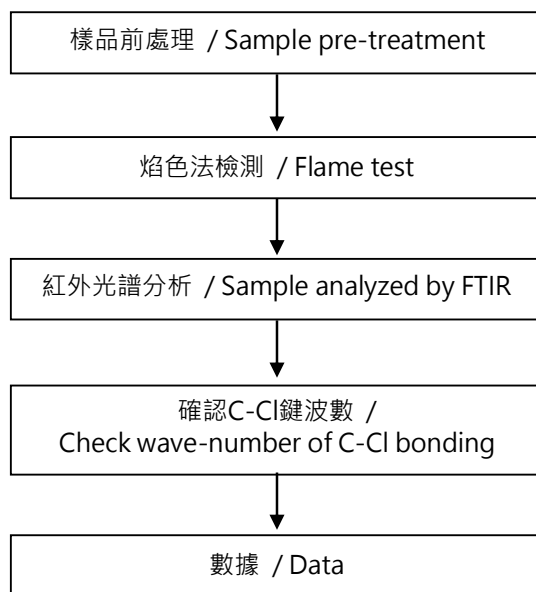 樣品前處理 / Sample pre-treatment
焰色法檢測 / Flame test
紅外光譜分析 / Sample analyzed by FTIR
確認C-Cl鍵波數 /
Check wave-number of C-Cl bonding
數據 / Data